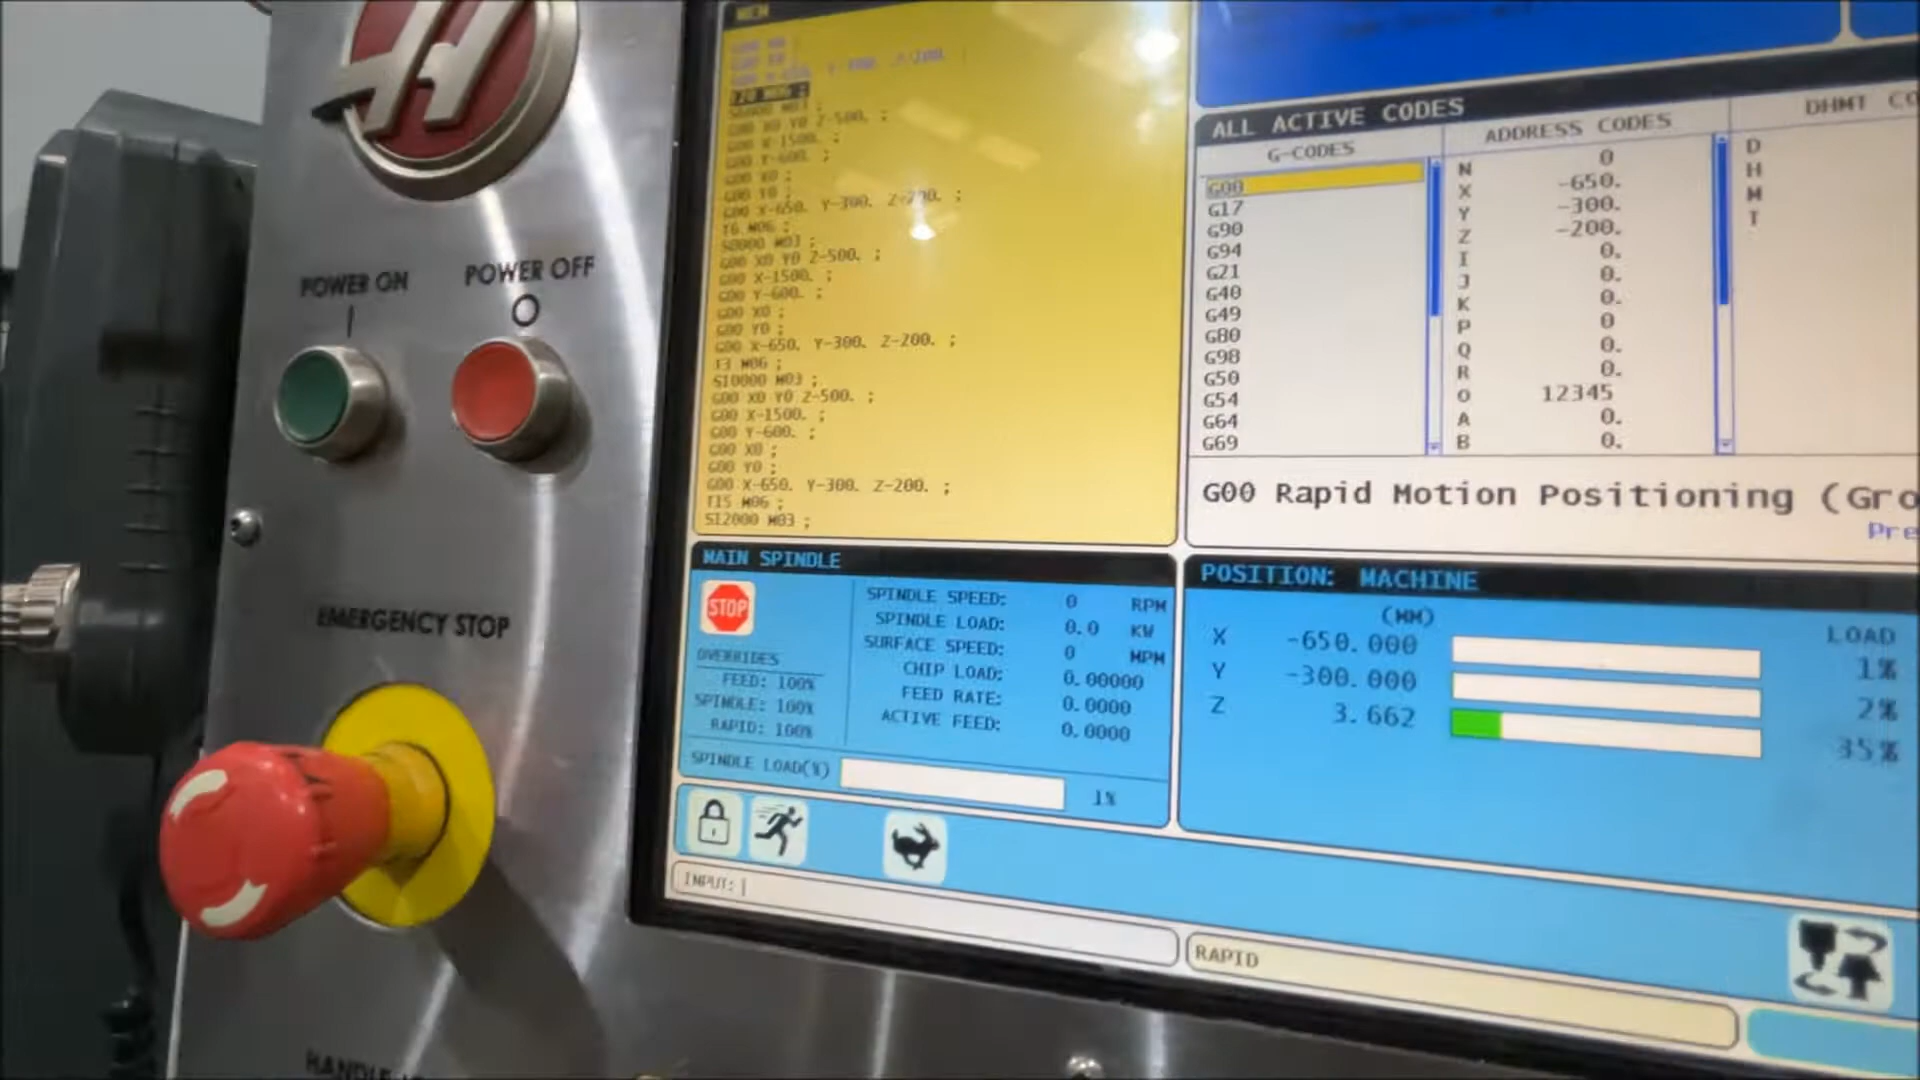 H
POWER ON
POWER OFF
EMERGENCY STOP
G00 X0 Y0 Z-500. ;
G00 X-1500. ;
G00 Y-600. ;
G00 X0 ;
G00 Y0 ;
G00 X-650. Y-300. Z-200. ;
T6 M06 ;
S8000 M03 ;
G00 X0 Y0 Z-500. ;
G00 X-1500. ;
G00 Y-600. ;
G00 X0 ;
G00 Y0 ;
G00 X-650. Y-300. Z-200. ;
T3 M06 ;
S10000 M03 ;
G00 X0 Y0 Z-500. ;
G00 X-1500. ;
G00 Y-600. ;
G00 X0 ;
G00 Y0 ;
G00 X-650. Y-300. Z-200. ;
T15 M06 ;
S12000 M03 ;
ALL ACTIVE CODES
G-CODES
G00
G17
G90
G94
G21
G40
G49
G80
G98
G50
G54
G64
G69
ADDRESS CODES
N 0
X -650.
Y -300.
Z -200.
I 0.
J 0.
K 0.
P 0
Q 0.
R 0.
O 12345
A 0.
B 0.
DHMT CO
D
H
M
T
G00 Rapid Motion Positioning (Gro
Pre
MAIN SPINDLE
STOP
OVERRIDES
FEED: 100%
SPINDLE: 100%
RAPID: 100%
SPINDLE SPEED: 0 RPM
SPINDLE LOAD: 0.0 KW
SURFACE SPEED: 0 MPM
CHIP LOAD: 0.00000
FEED RATE: 0.0000
ACTIVE FEED: 0.0000
SPINDLE LOAD(%) 1%
POSITION: MACHINE
(MM)
LOAD
X -650.000 1%
Y -300.000 2%
Z 3.662 35%
INPUT:
RAPID